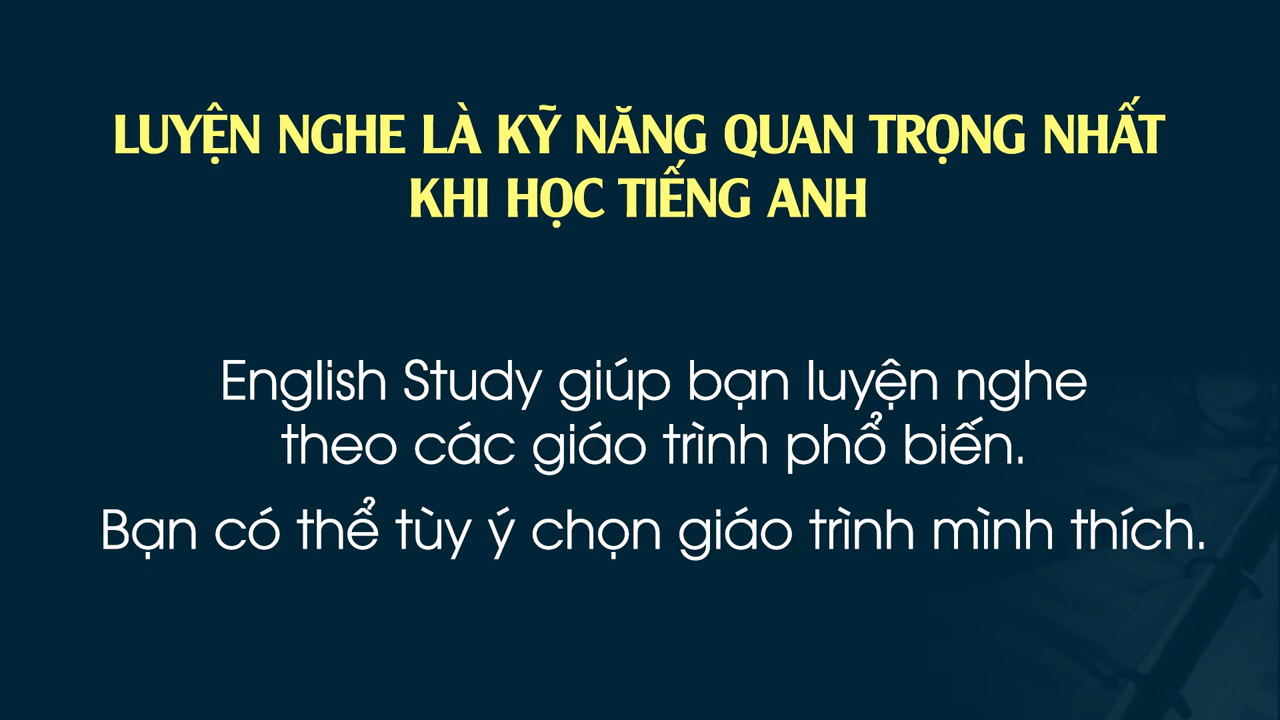 LUYỆN NGHE LÀ KỸ NĂNG QUAN TRỌNG NHẤT
KHI HỌC TIẾNG ANH
English Study giúp bạn luyện nghe
theo các giáo trình phổ biến.
Bạn có thể tùy ý chọn giáo trình mình thích.